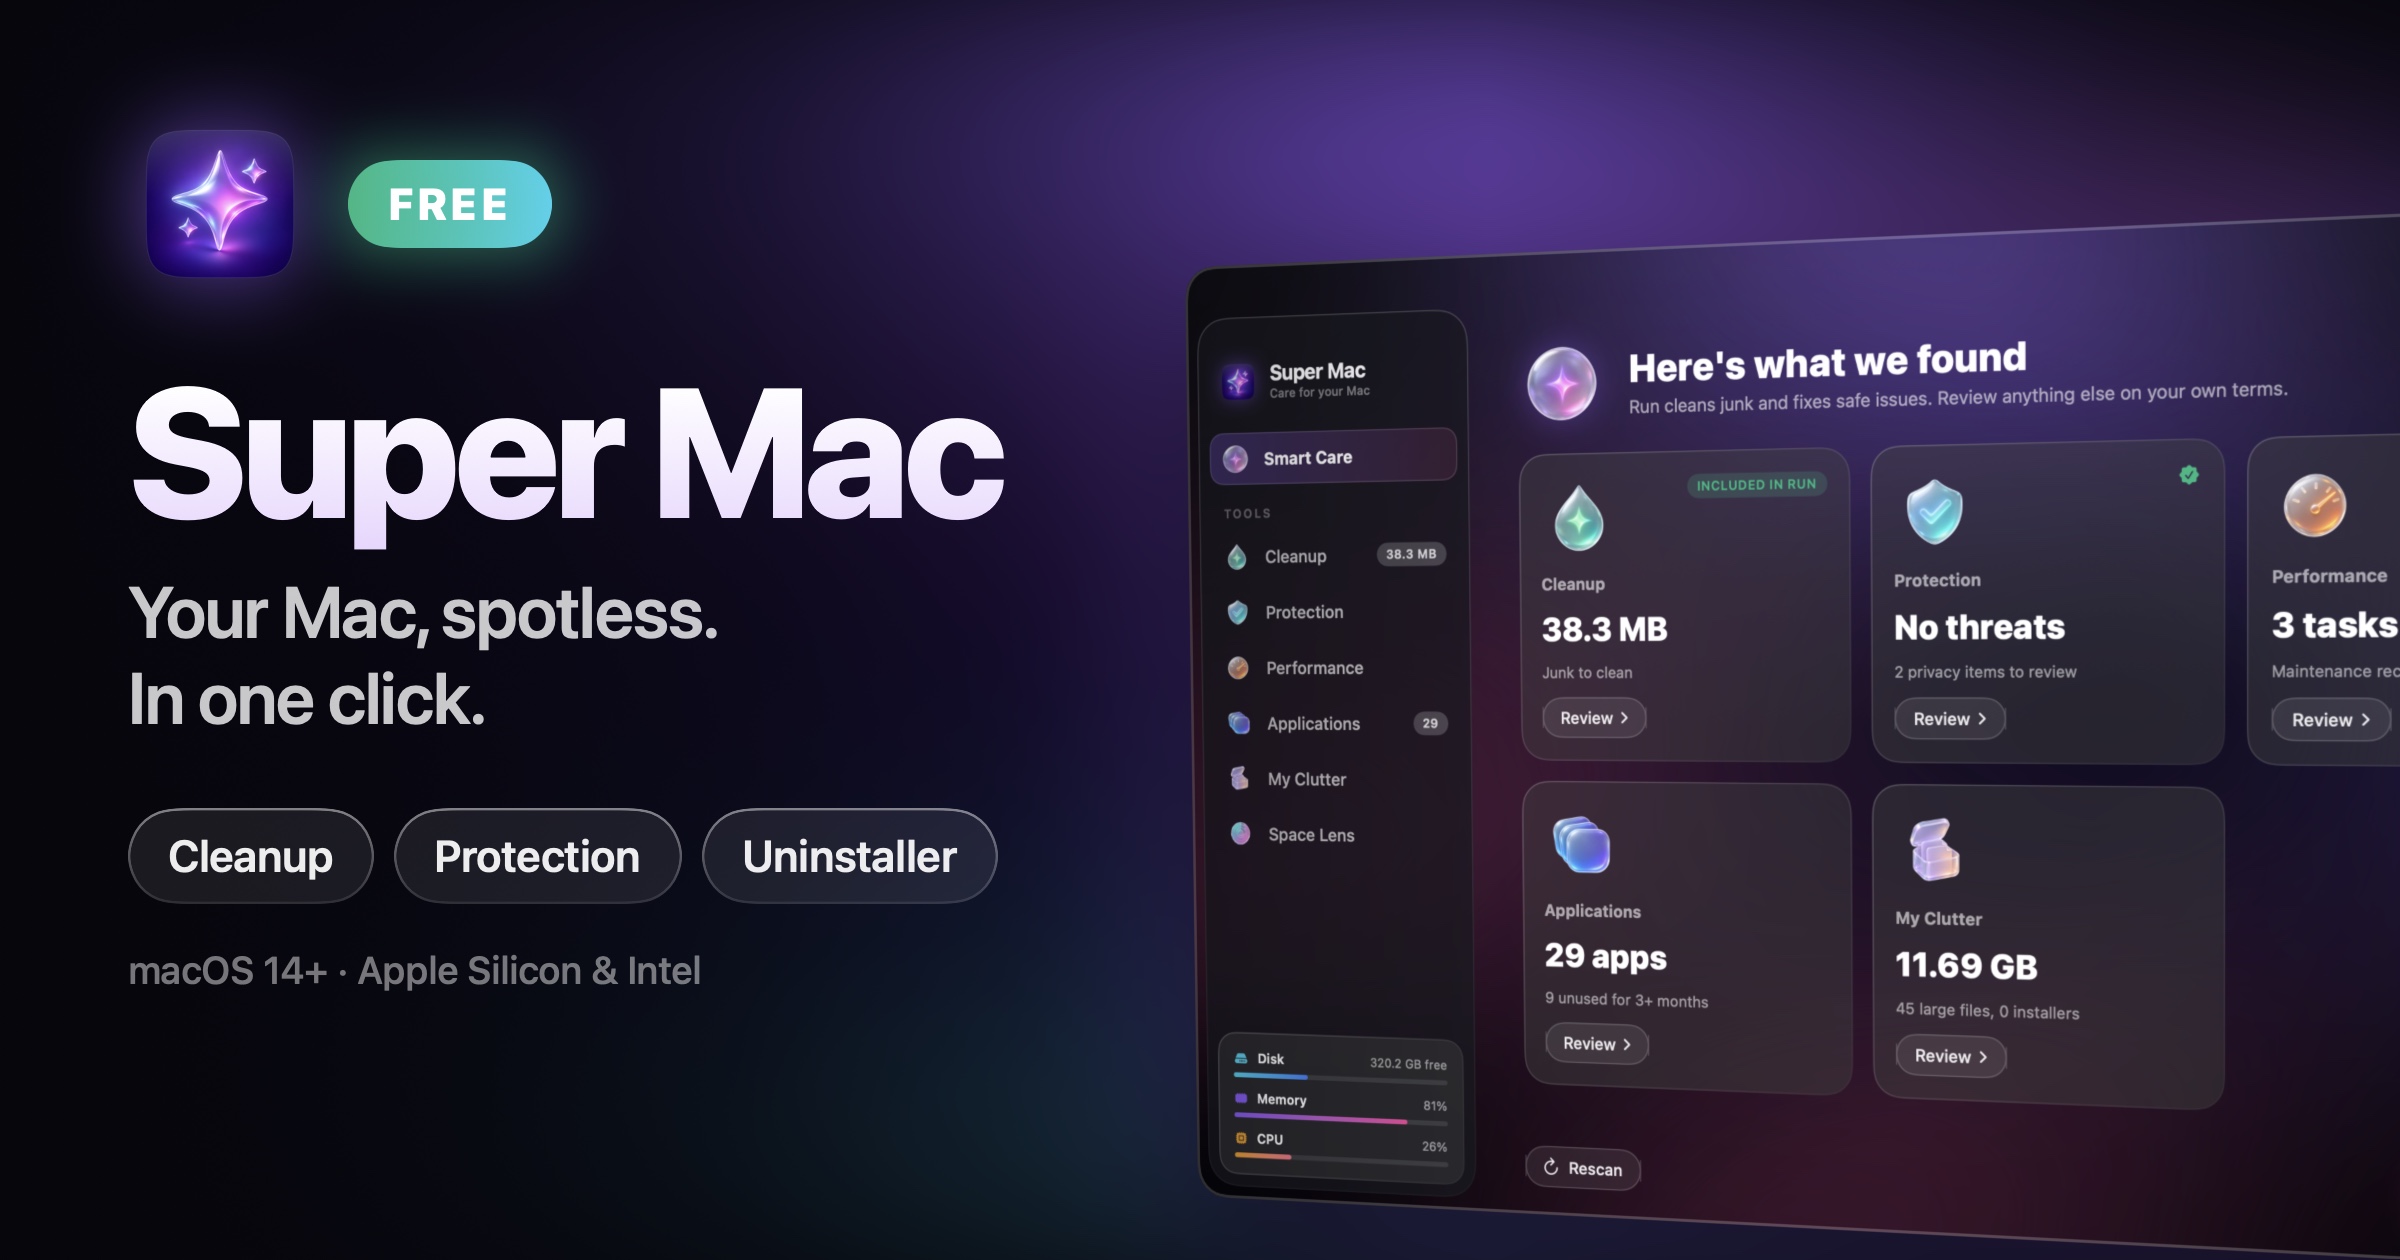 FREE
Super Mac
Your Mac, spotless.
In one click.
Cleanup
Protection
Uninstaller
macOS 14+ · Apple Silicon & Intel
Super Mac
Care for your Mac
Smart Care
TOOLS
Cleanup 38.3 MB
Protection
Performance
Applications 29
My Clutter
Space Lens
Disk 320.2 GB free
Memory 81%
CPU 26%
Here's what we found
Run cleans junk and fixes safe issues. Review anything else on your own terms.
INCLUDED IN RUN
Cleanup
38.3 MB
Junk to clean
Review
Protection
No threats
2 privacy items to review
Review
Performance
3 tasks
Maintenance
Review
Applications
29 apps
9 unused for 3+ months
Review
My Clutter
11.69 GB
45 large files, 0 installers
Review
Rescan